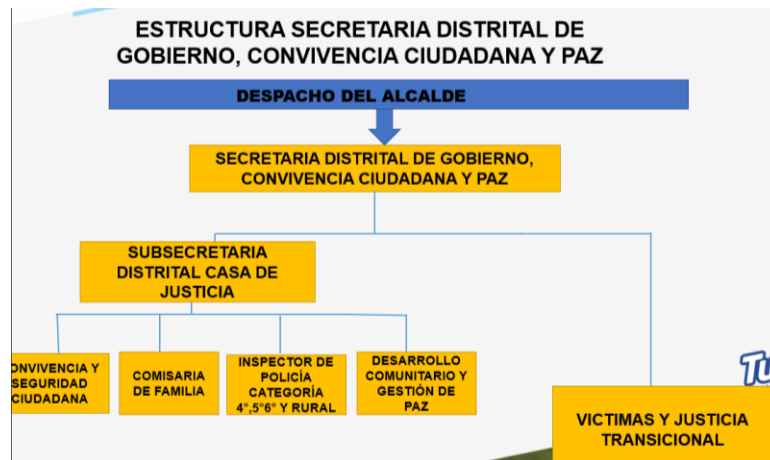 ESTRUCTURA SECRETARIA DISTRITAL DE
GOBIERNO, CONVIVENCIA CIUDADANA Y PAZ
DESPACHO DEL ALCALDE
SECRETARIA DISTRITAL DE GOBIERNO,
CONVIVENCIA CIUDADANA Y PAZ
SUBSECRETARIA
DISTRITAL CASA DE
JUSTICIA
ONVIVENCIA Y
SEGURIDAD
CIUDADANA
COMISARIA
DE FAMILIA
INSPECTOR DE
POLICÍA
CATEGORÍA
4°,5°6° Y RURAL
DESARROLLO
COMUNITARIO Y
GESTIÓN DE
PAZ
VICTIMAS Y JUSTICIA
TRANSICIONAL